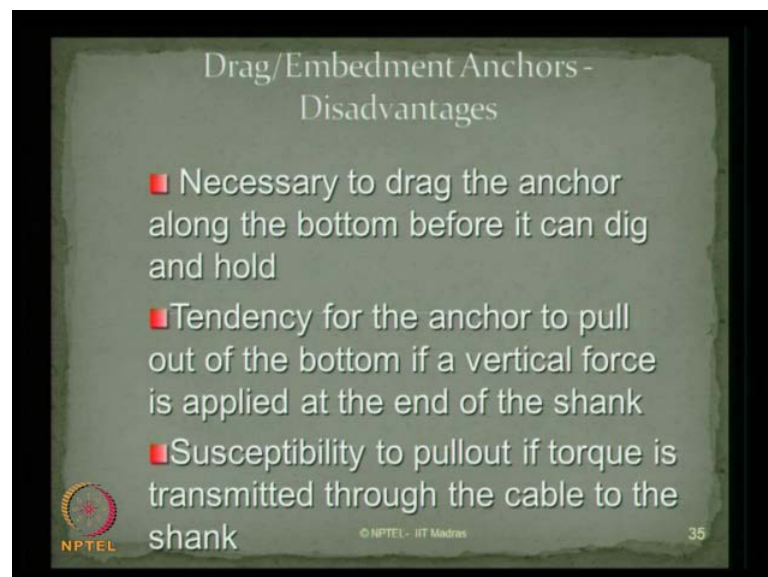 Drag/Embedment Anchors -
Disadvantages
Necessary to drag the anchor
along the bottom before it can dig
and hold
Tendency for the anchor to pull
out of the bottom if a vertical force
is applied at the end of the shank
Susceptibility to pullout if torque is
transmitted through the cable to the
shank
© NPTEL - IIT Madras
35
NPTEL